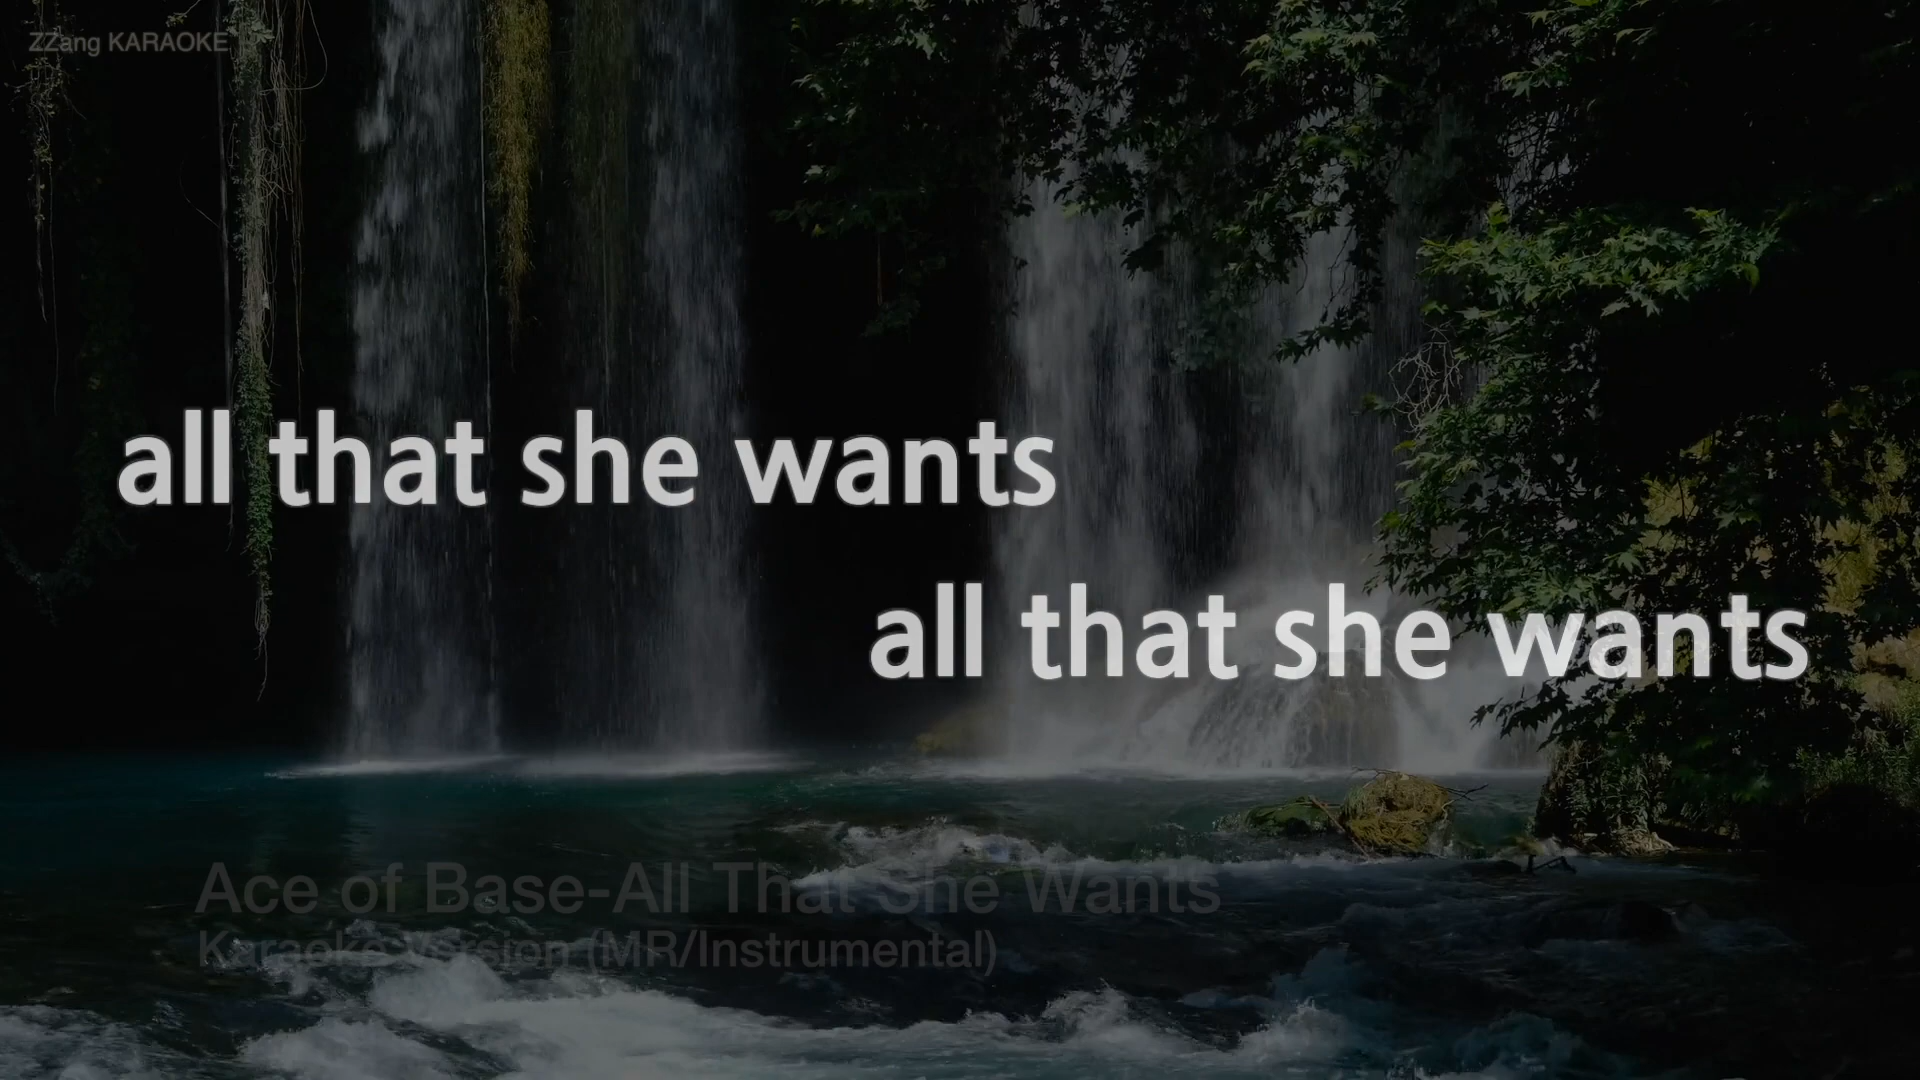 ZZang KARAOKE
all that she wants
all that she wants
Ace of Base-All That She Wants
Karaoke Version (MR/Instrumental)